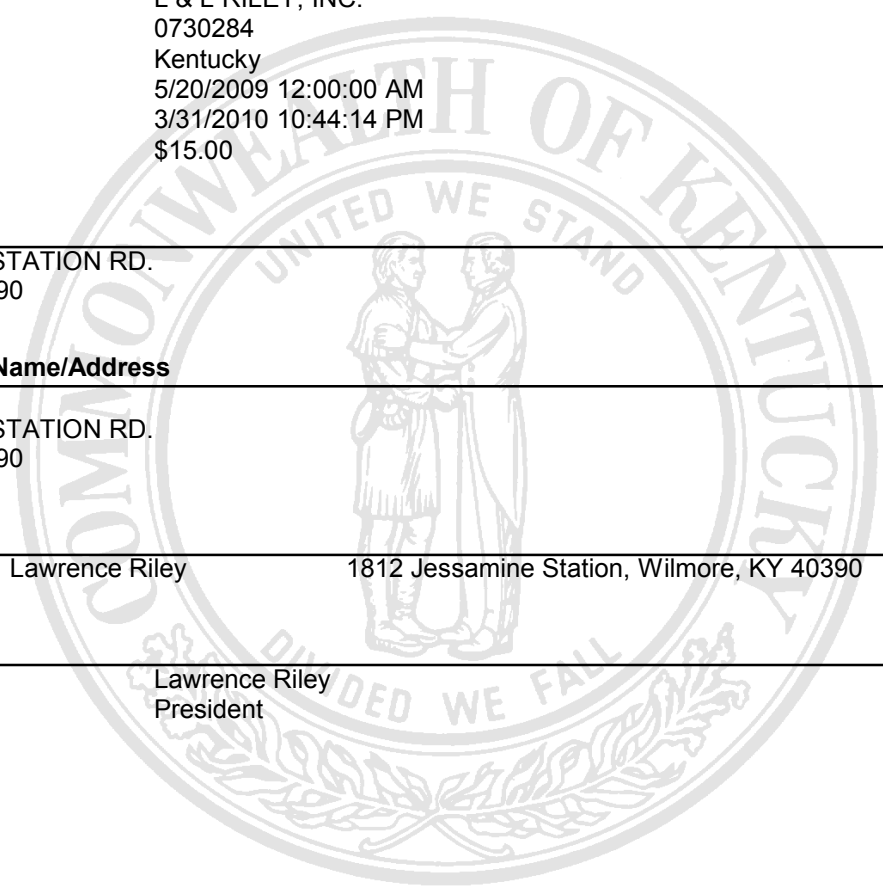 L & L RILEY, INC.
0730284
Kentucky
5/20/2009 12:00:00 AM
3/31/2010 10:44:14 PM
$15.00
STATION RD.
90
Name/Address
STATION RD.
90
Lawrence Riley 1812 Jessamine Station, Wilmore, KY 40390
Lawrence Riley
President
COMMONWEALTH OF KENTUCKY
UNITED WE STAND
DIVIDED WE FALL